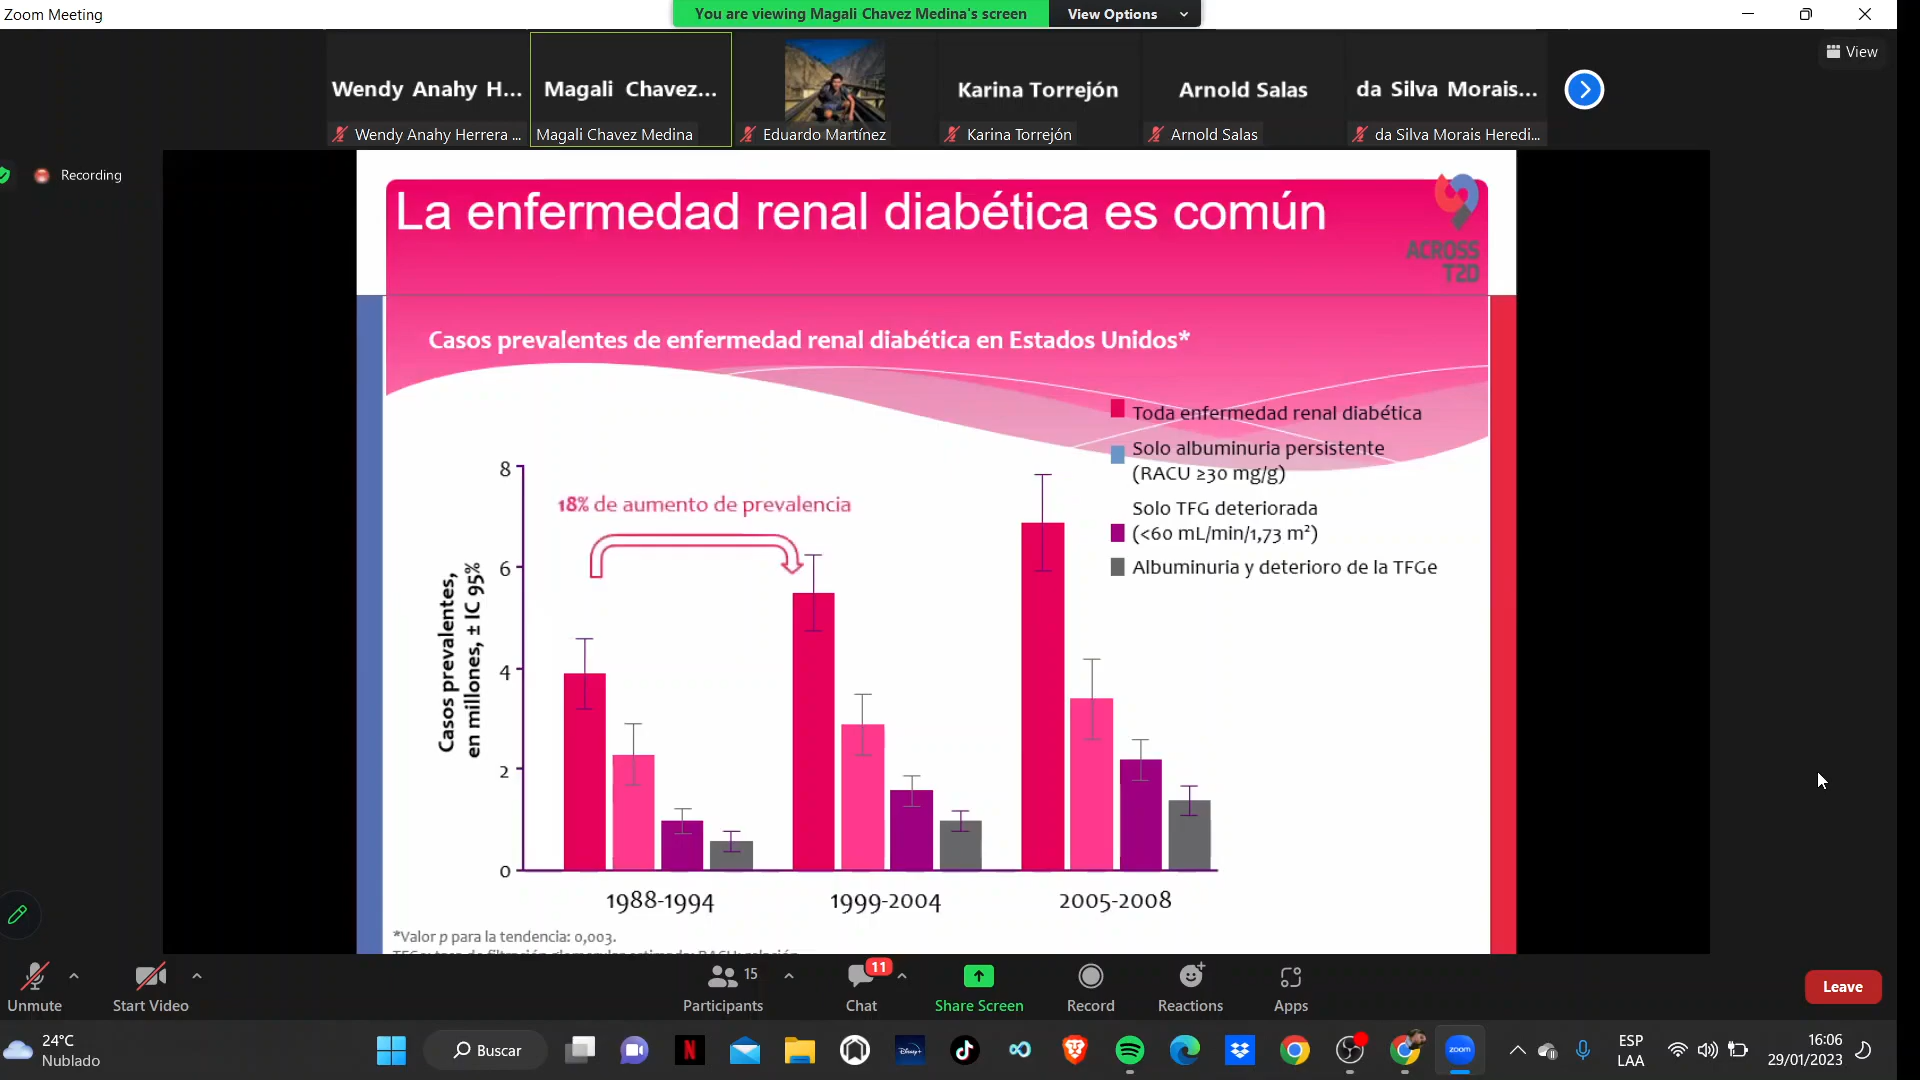 Zoom Meeting
You are viewing Magali Chavez Medina's screen
View Options
View
Wendy Anahy H...
Magali Chavez...
Karina Torrejón
Arnold Salas
da Silva Morais...
Wendy Anahy Herrera ...
Magali Chavez Medina
Eduardo Martínez
Karina Torrejón
Arnold Salas
da Silva Morais Heredi...
Recording
La enfermedad renal diabética es común
ACROSS
T2D
Casos prevalentes de enfermedad renal diabética en Estados Unidos*
Toda enfermedad renal diabética
Solo albuminuria persistente
(RACU ≥30 mg/g)
Solo TFG deteriorada
(<60 mL/min/1,73 m²)
Albuminuria y deterioro de la TFGe
18% de aumento de prevalencia
Casos prevalentes,
en millones, ± IC 95%
8
6
4
2
0
1988-1994
1999-2004
2005-2008
*Valor p para la tendencia: 0,003.
Unmute
Start Video
15
Participants
11
Chat
Share Screen
Record
Reactions
Apps
Leave
24°C
Nublado
Buscar
N
Disney+
zoom
ESP
LAA
16:06
29/01/2023